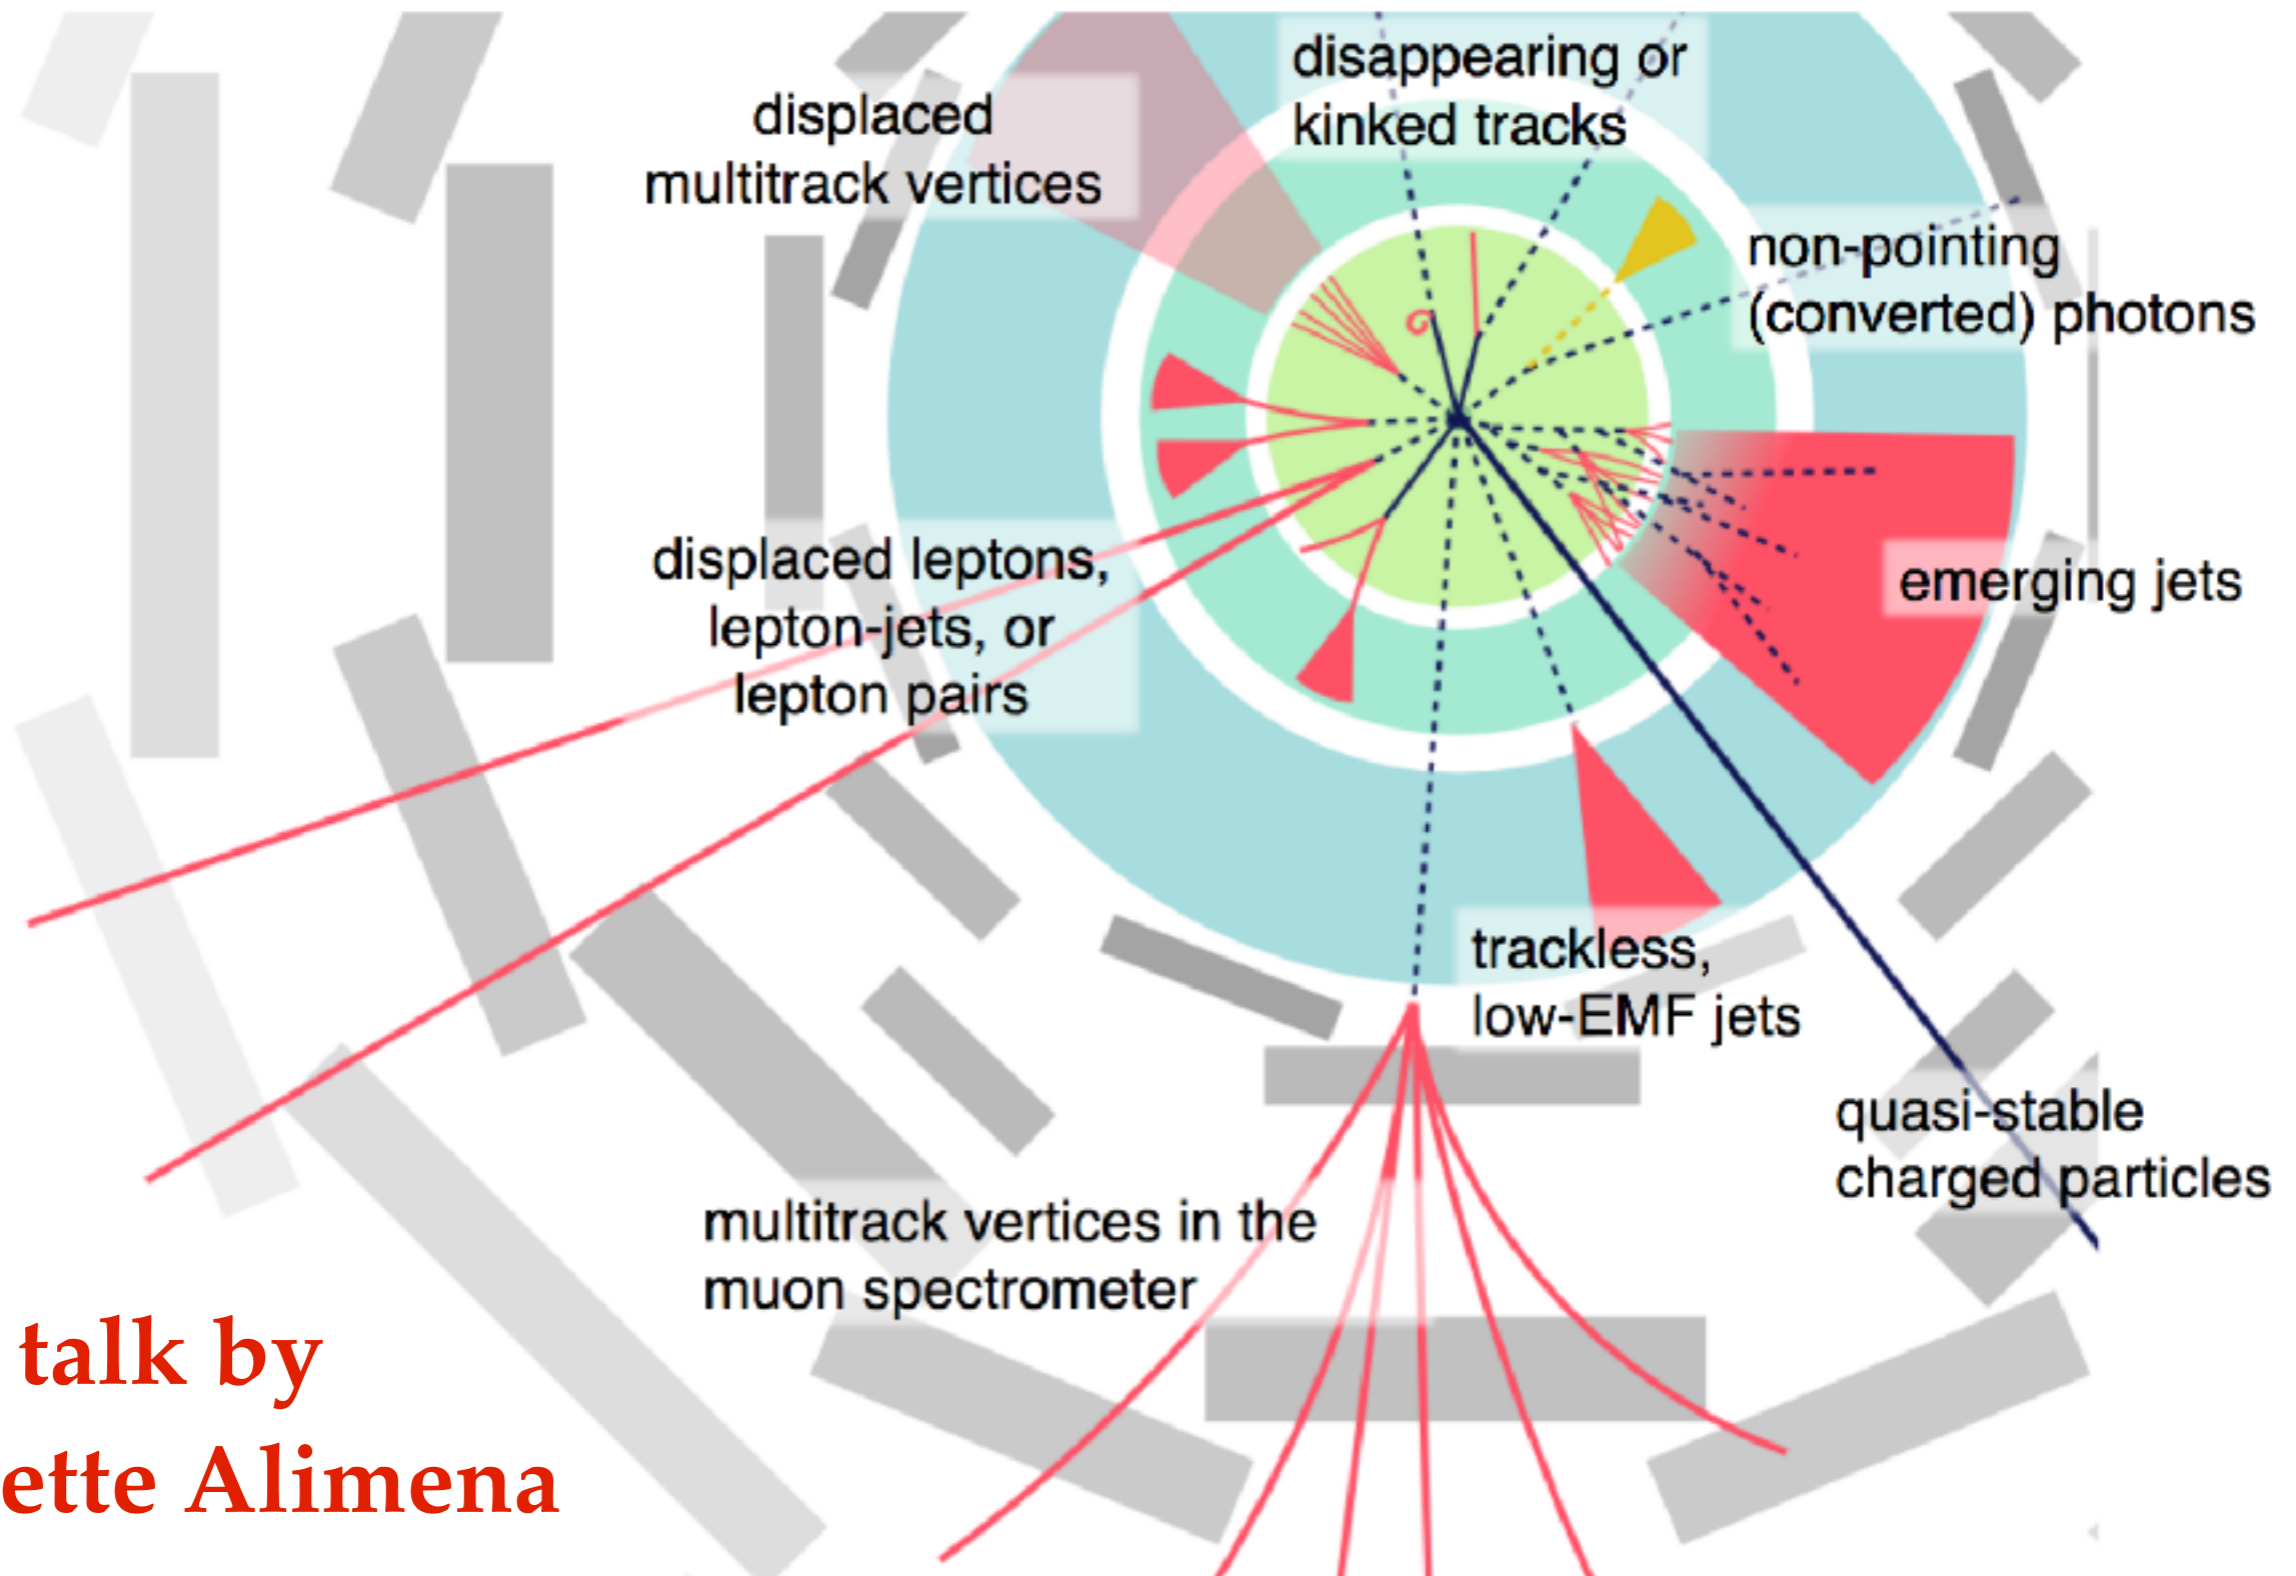 disappearing or
kinked tracks
displaced
multitrack vertices
non-pointing
(converted) photons
displaced leptons,
lepton-jets, or
lepton pairs
emerging jets
trackless,
low-EMF jets
quasi-stable
charged particles
multitrack vertices in the
muon spectrometer
talk by
ette Alimena